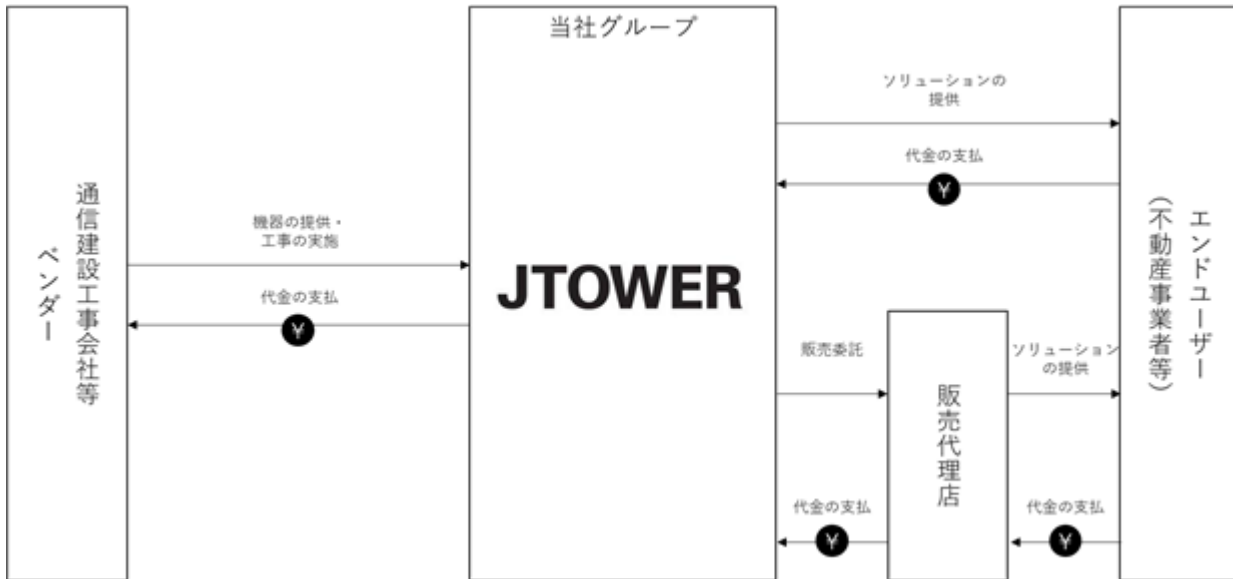 通信建設工事会社等
ベンダー
機器の提供・
工事の実施
代金の支払
¥
当社グループ
JTOWER
ソリューションの
提供
代金の支払
¥
販売委託
代金の支払
¥
販売代理店
ソリューション
の提供
代金の支払
¥
エンドユーザー
(不動産事業者等)